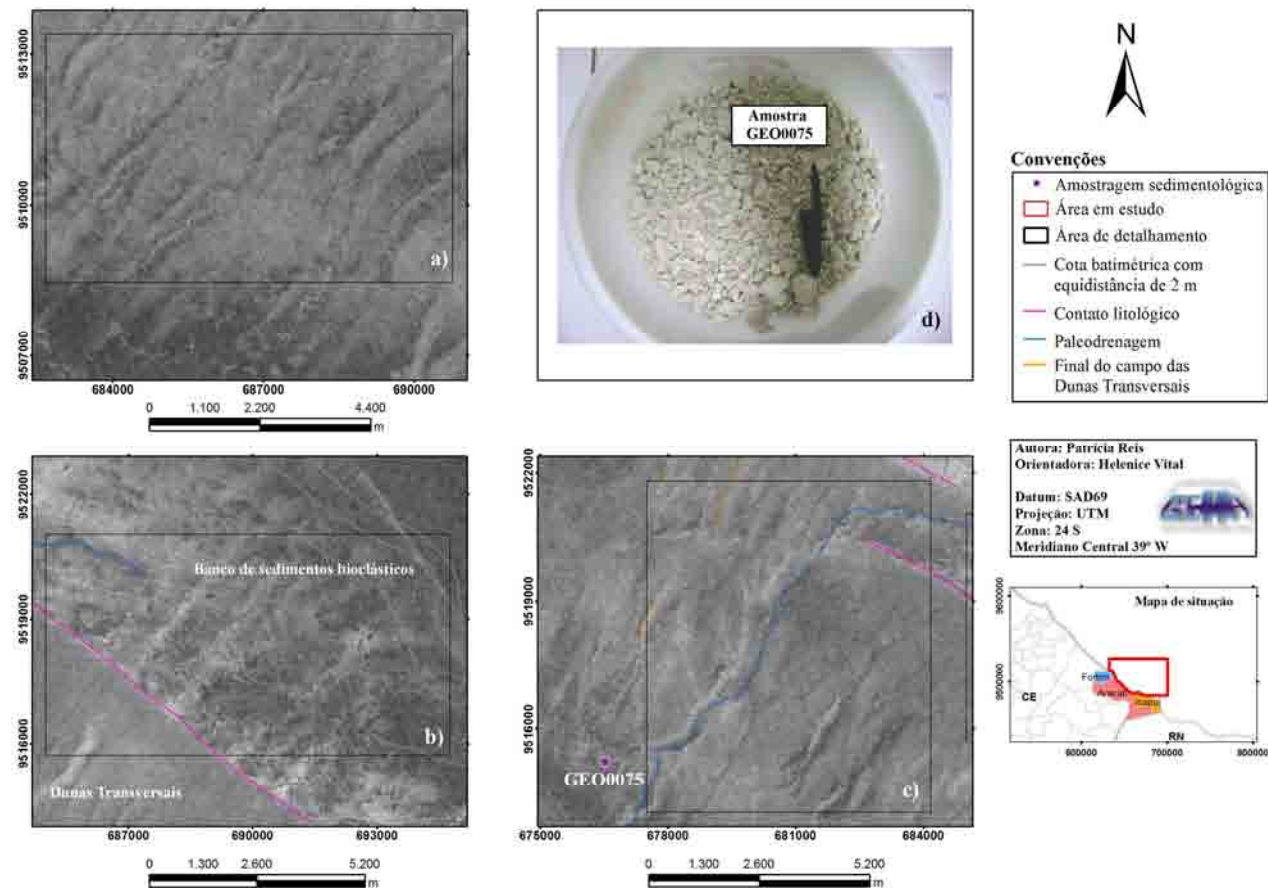 9513000
9510000
9507000
a)
684000
687000
690000
0
1.100
2.200
4.400
m
Amostra
GEO0075
d)
N
Convenções
Amostragem sedimentológica
Área em estudo
Área de detalhamento
Cota batimétrica com
equidistância de 2 m
Contato litológico
Paleodrenagem
Final do campo das
Dunas Transversais
9522000
9519000
9516000
Banco de sedimentos bioclásticos
b)
Dunas Transversais
687000
690000
693000
0
1.300
2.600
5.200
m
9522000
9519000
9516000
GEO0075
c)
675000
678000
681000
684000
0
1.300
2.600
5.200
m
Autora: Patrícia Reis
Orientadora: Helenice Vital
Datum: SAD69
Projeção: UTM
Zona: 24 S
Meridiano Central 39º W
Mapa de situação
CE
RN
600000
700000
800000